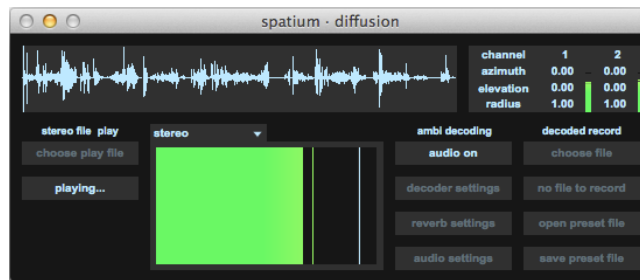 spatium · diffusion
channel 1 2
azimuth 0.00 0.00
elevation 0.00 0.00
radius 1.00 1.00
stereo file play
choose play file
playing...
stereo
ambi decoding
audio on
decoder settings
reverb settings
audio settings
decoded record
choose file
no file to record
open preset file
save preset file